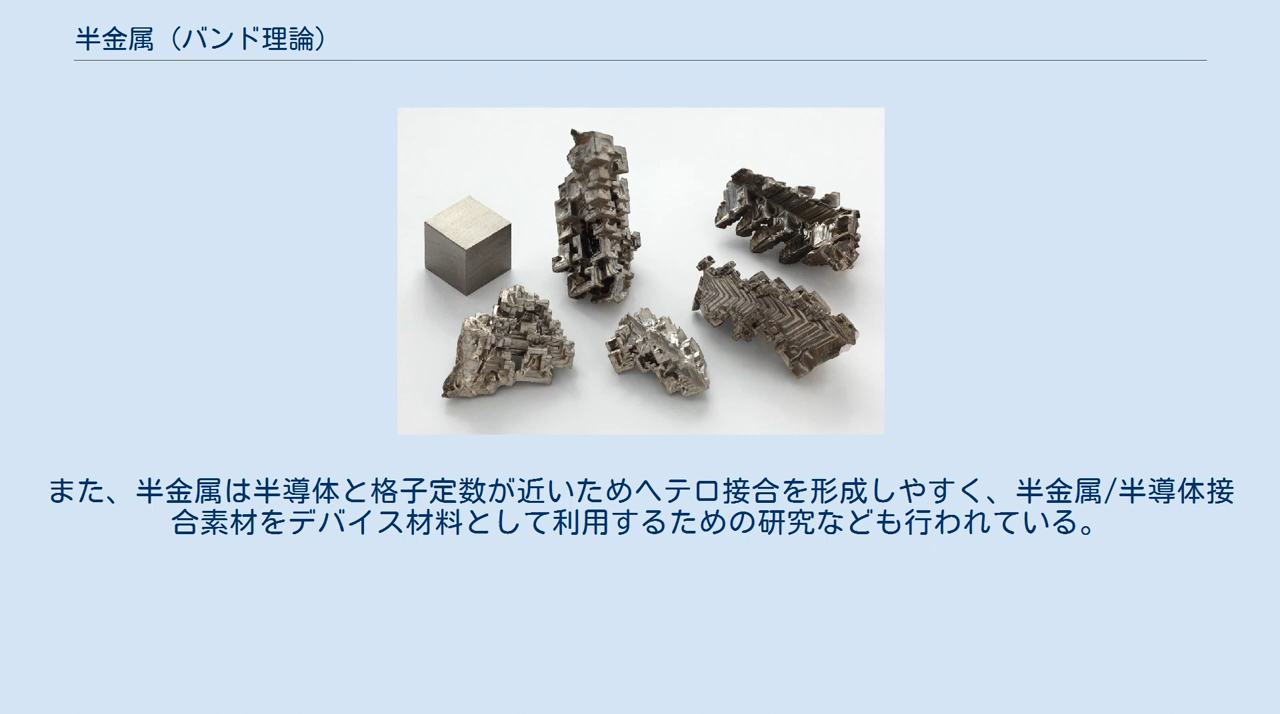 半金属（バンド理論）
また、半金属は半導体と格子定数が近いためヘテロ接合を形成しやすく、半金属/半導体接
合素材をデバイス材料として利用するための研究なども行われている。